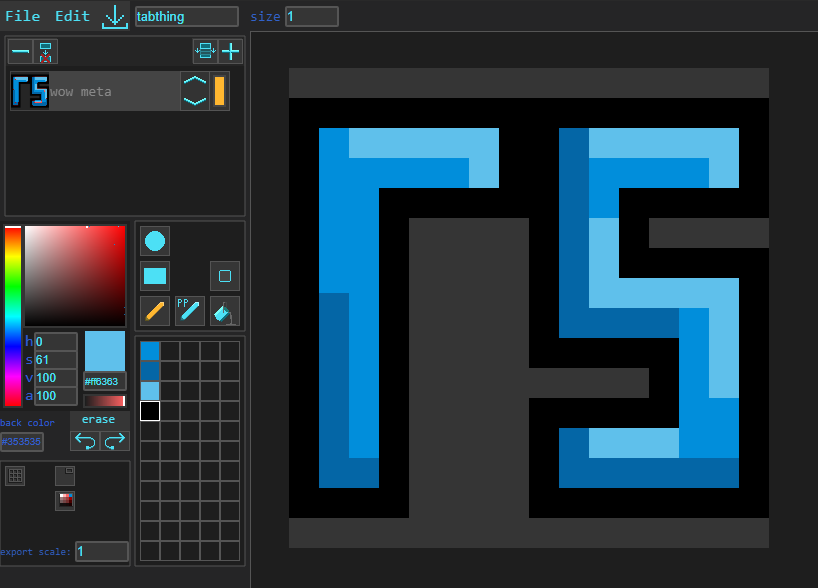 File Edit tabthing size 1
wow meta
PP
h 0
s 61
v 100
a 100
#ff6363
back color
#353535
erase
export scale: 1